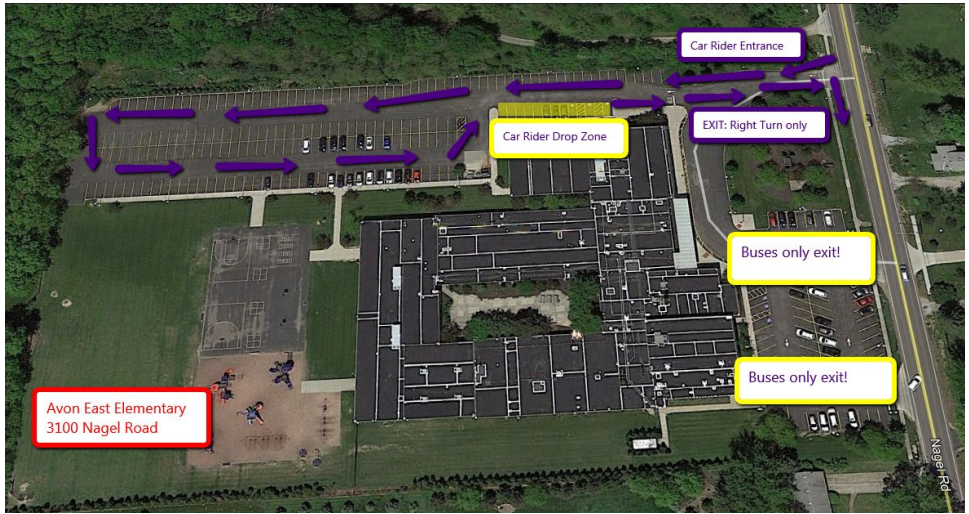 Car Rider Entrance
Car Rider Drop Zone
EXIT: Right Turn only
Buses only exit!
Buses only exit!
Avon East Elementary
3100 Nagel Road
Nagel Rd